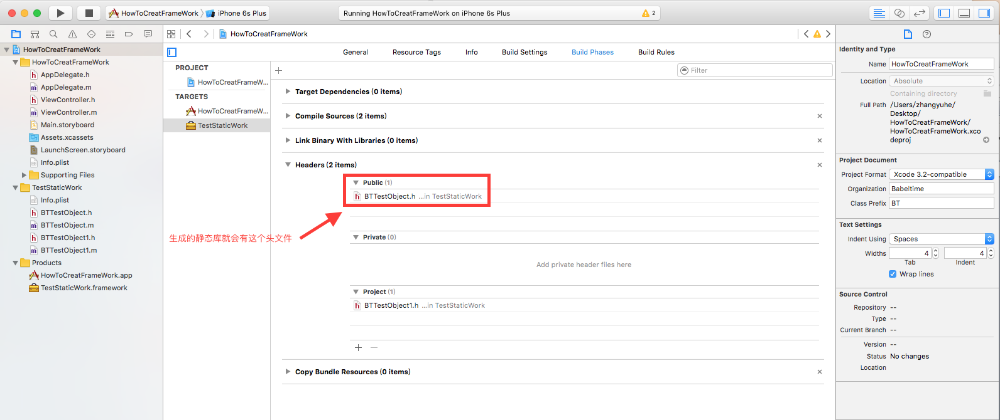 HowToCreatFrameWork
iPhone 6s Plus
Running HowToCreatFrameWork on iPhone 6s Plus
2
HowToCreatFrameWork
HowToCreatFrameWork
AppDelegate.h
AppDelegate.m
ViewController.h
ViewController.m
Main.storyboard
Assets.xcassets
LaunchScreen.storyboard
Info.plist
Supporting Files
TestStaticWork
Info.plist
BTTestObject.h
BTTestObject.m
BTTestObject1.h
BTTestObject1.m
Products
HowToCreatFrameWork.app
TestStaticWork.framework
HowToCreatFrameWork
General
Resource Tags
Info
Build Settings
Build Phases
Build Rules
PROJECT
HowToCreatFrameW...
TARGETS
HowToCreatFrameW...
TestStaticWork
Filter
Target Dependencies (0 items)
Compile Sources (2 items)
Link Binary With Libraries (0 items)
Headers (2 items)
Public (1)
BTTestObject.h ...in TestStaticWork
生成的静态库就会有这个头文件
Private (0)
Add private header files here
Project (1)
BTTestObject1.h ...in TestStaticWork
Copy Bundle Resources (0 items)
Identity and Type
Name HowToCreatFrameWork
Location Absolute
Containing directory
Full Path /Users/zhangyuhe/
Desktop/
HowToCreatFrameWork/
HowToCreatFrameWork.xco
deproj
Project Document
Project Format Xcode 3.2-compatible
Organization Babeltime
Class Prefix BT
Text Settings
Indent Using Spaces
Widths 4 4
Tab Indent
Wrap lines
Source Control
Repository --
Type --
Current Branch --
Version --
Status No changes
Location